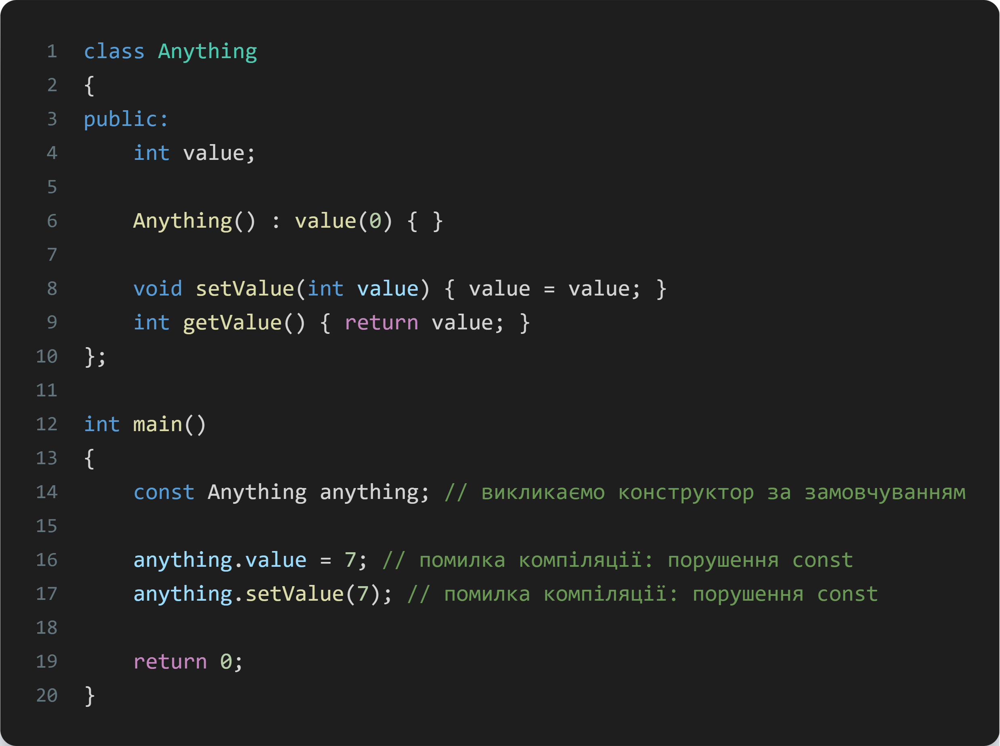 1 class Anything
2 {
3 public:
4     int value;
5
6     Anything() : value(0) { }
7
8     void setValue(int value) { value = value; }
9     int getValue() { return value; }
10 };
11
12 int main()
13 {
14     const Anything anything; // викликаємо конструктор за замовчуванням
15
16     anything.value = 7; // помилка компіляції: порушення const
17     anything.setValue(7); // помилка компіляції: порушення const
18
19     return 0;
20 }